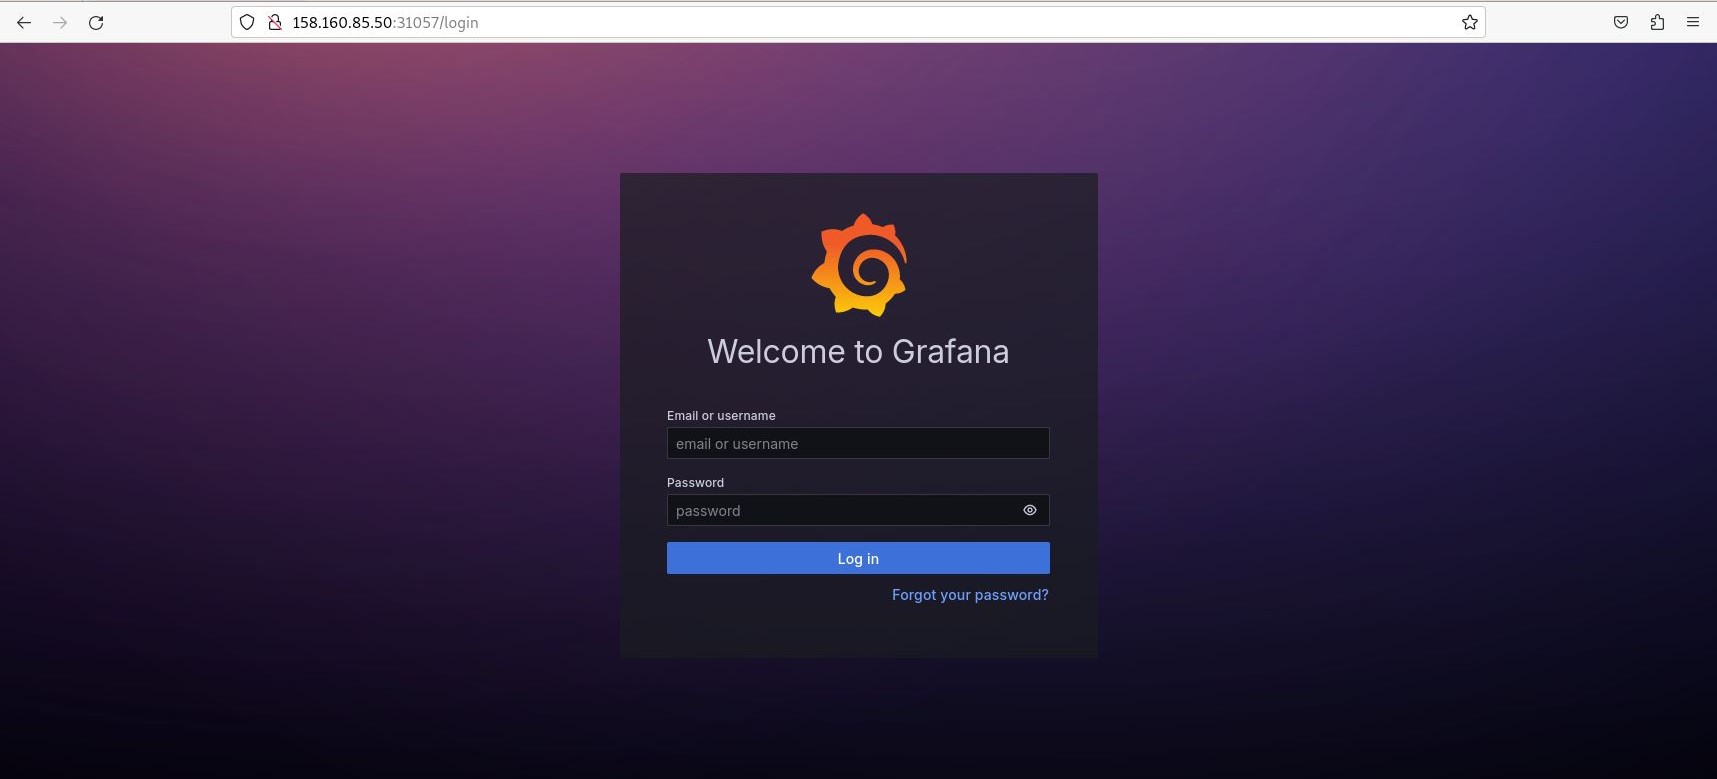 158.160.85.50:31057/login
Welcome to Grafana
Email or username
email or username
Password
password
Log in
Forgot your password?